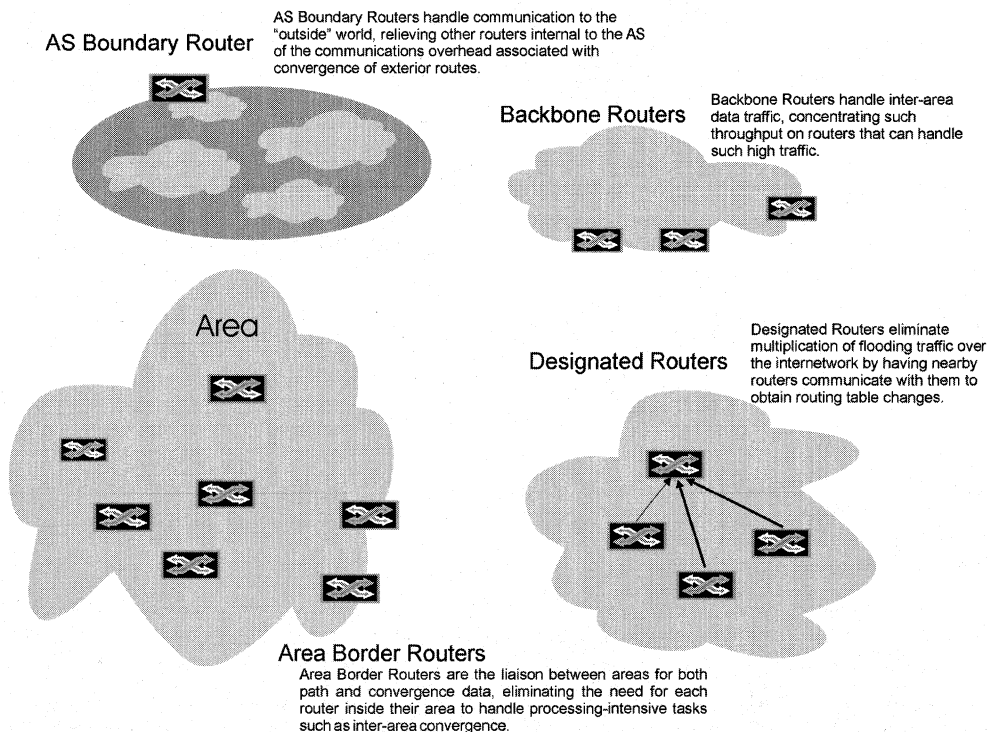 AS Boundary Router
AS Boundary Routers handle communication to the
"outside" world, relieving other routers internal to the AS
of the communications overhead associated with
convergence of exterior routes.
Backbone Routers
Backbone Routers handle inter-area
data traffic, concentrating such
throughput on routers that can handle
such high traffic.
Area
Designated Routers
Designated Routers eliminate
multiplication of flooding traffic over
the internetwork by having nearby
routers communicate with them to
obtain routing table changes.
Area Border Routers
Area Border Routers are the liaison between areas for both
path and convergence data, eliminating the need for each
router inside their area to handle processing-intensive tasks
such as inter-area convergence.